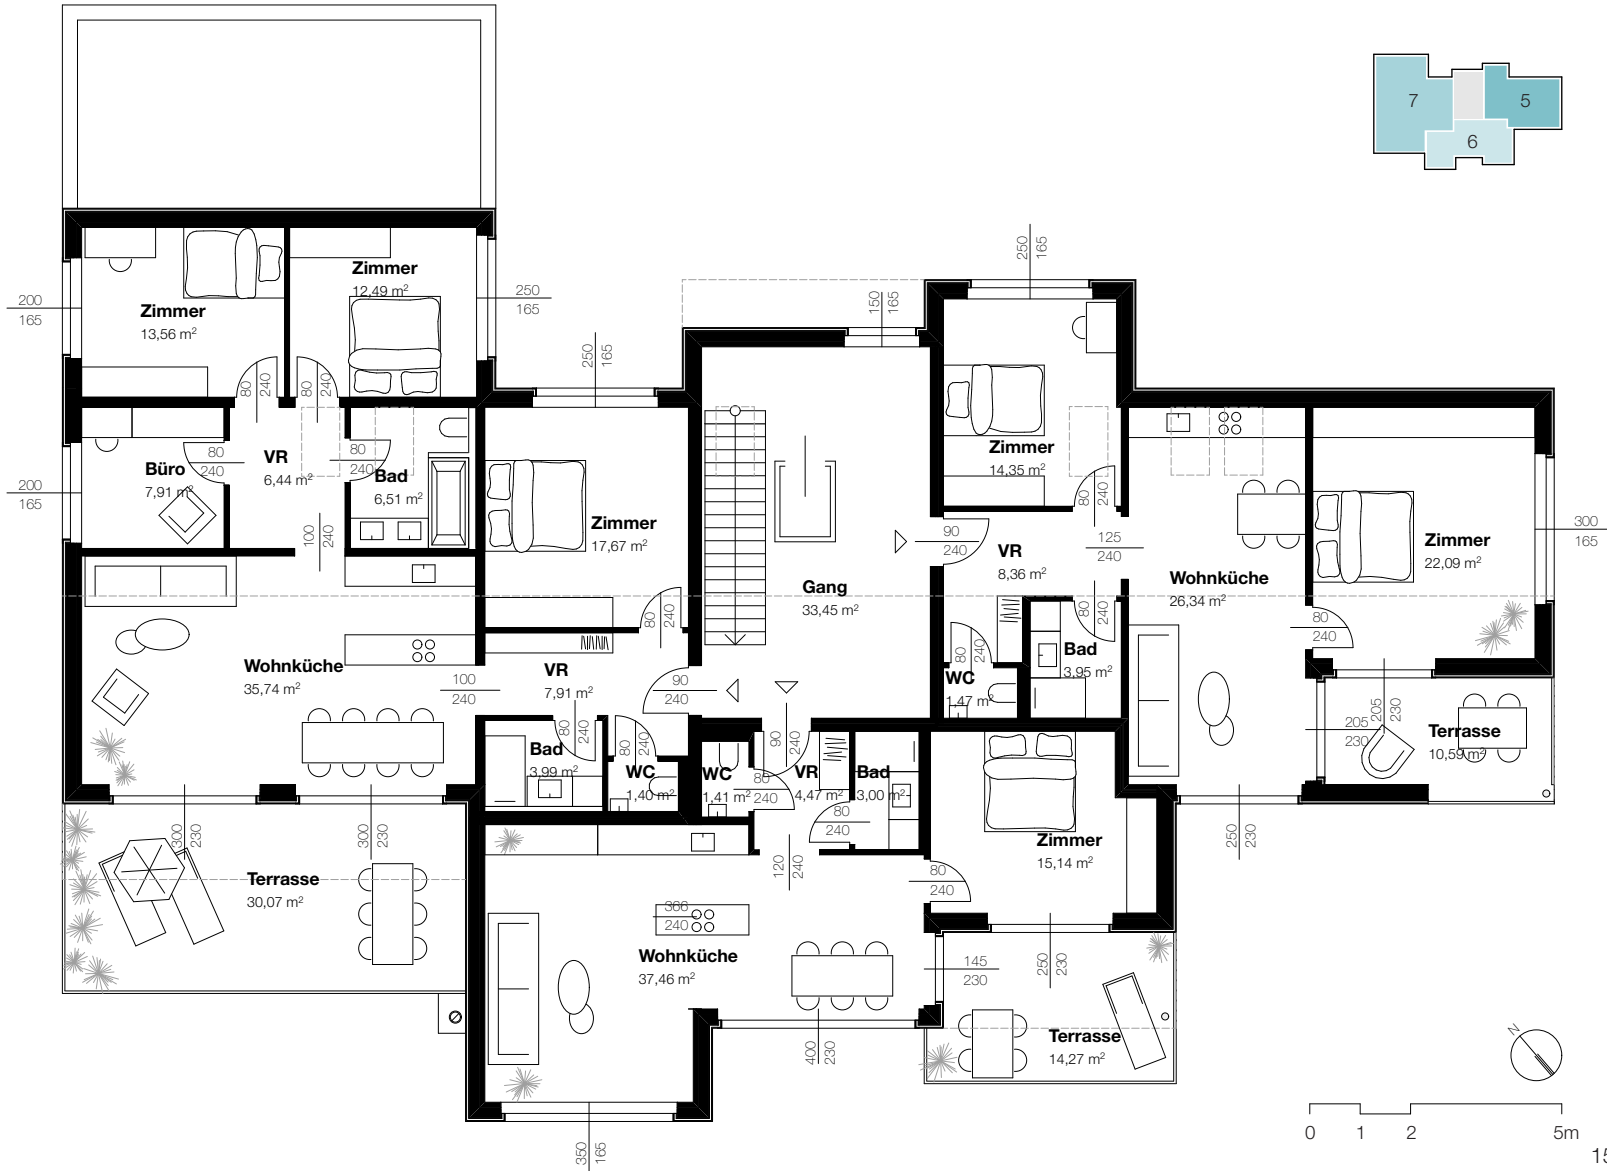 7
5
6
250
165
150
165
Zimmer
12,49 m²
Zimmer
13,56 m²
200
165
250
165
250
165
80
240
80
240
Zimmer
14,35 m²
80
240
Büro
7,91 m²
80
240
VR
6,44 m²
80
240
Bad
6,51 m²
200
165
100
240
Zimmer
17,67 m²
90
240
VR
8,36 m²
125
240
Zimmer
22,09 m²
300
165
Gang
33,45 m²
Wohnküche
26,34 m²
80
240
80
240
80
240
80
240
Wohnküche
35,74 m²
100
240
VR
7,91 m²
90
240
WC
1,47 m²
Bad
3,95 m²
205
230
205
230
Terrasse
10,59 m²
80
240
80
240
90
240
Bad
3,99 m²
WC
1,40 m²
WC
1,41 m²
80
240
VR
4,47 m²
Bad
3,00 m²
80
240
300
230
300
230
120
240
Zimmer
15,14 m²
250
230
Terrasse
30,07 m²
80
240
366
240
Wohnküche
37,46 m²
145
230
250
230
400
230
Terrasse
14,27 m²
N
350
165
0 1 2 5m
15